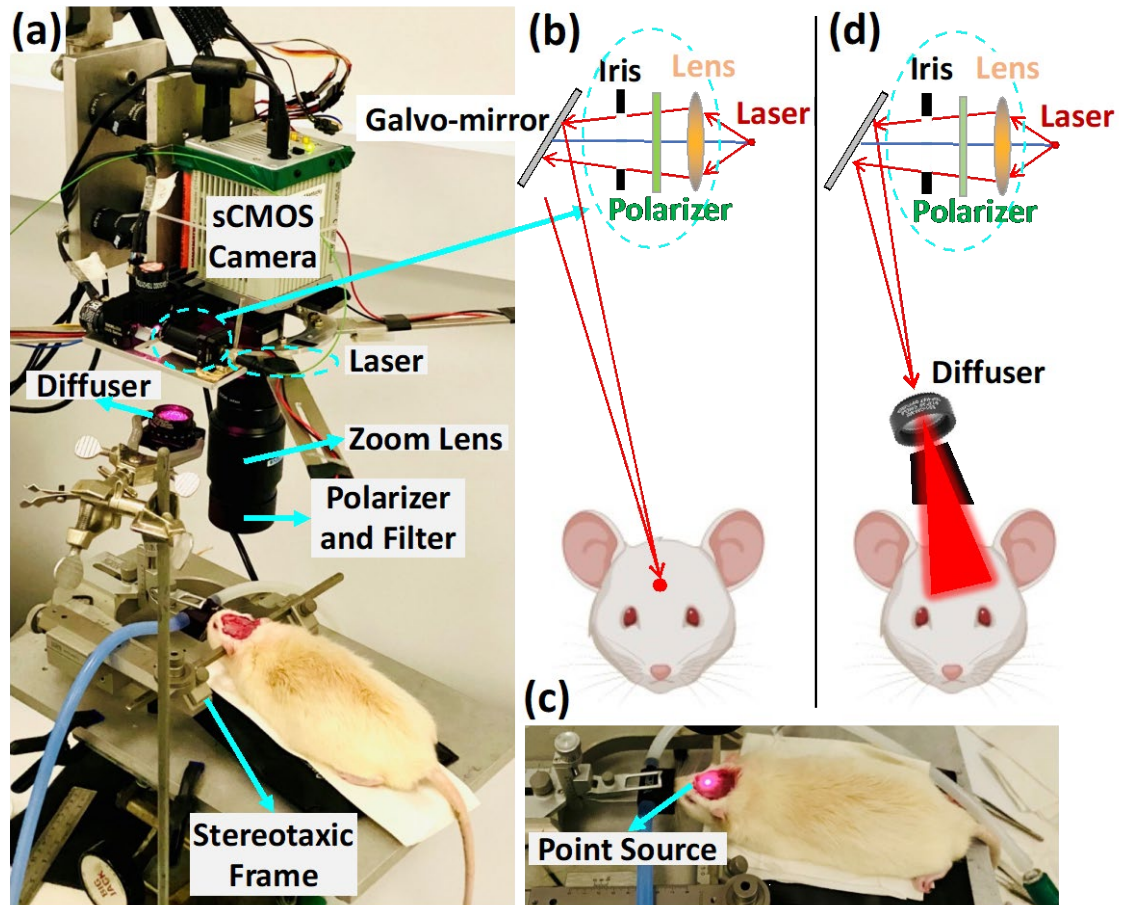 (a)
sCMOS
Camera
Laser
Diffuser
Zoom Lens
Polarizer
and Filter
Stereotaxic
Frame
(b)
Iris
Lens
Galvo-mirror
Laser
Polarizer
(c)
Point Source
(d)
Iris
Lens
Laser
Polarizer
Diffuser